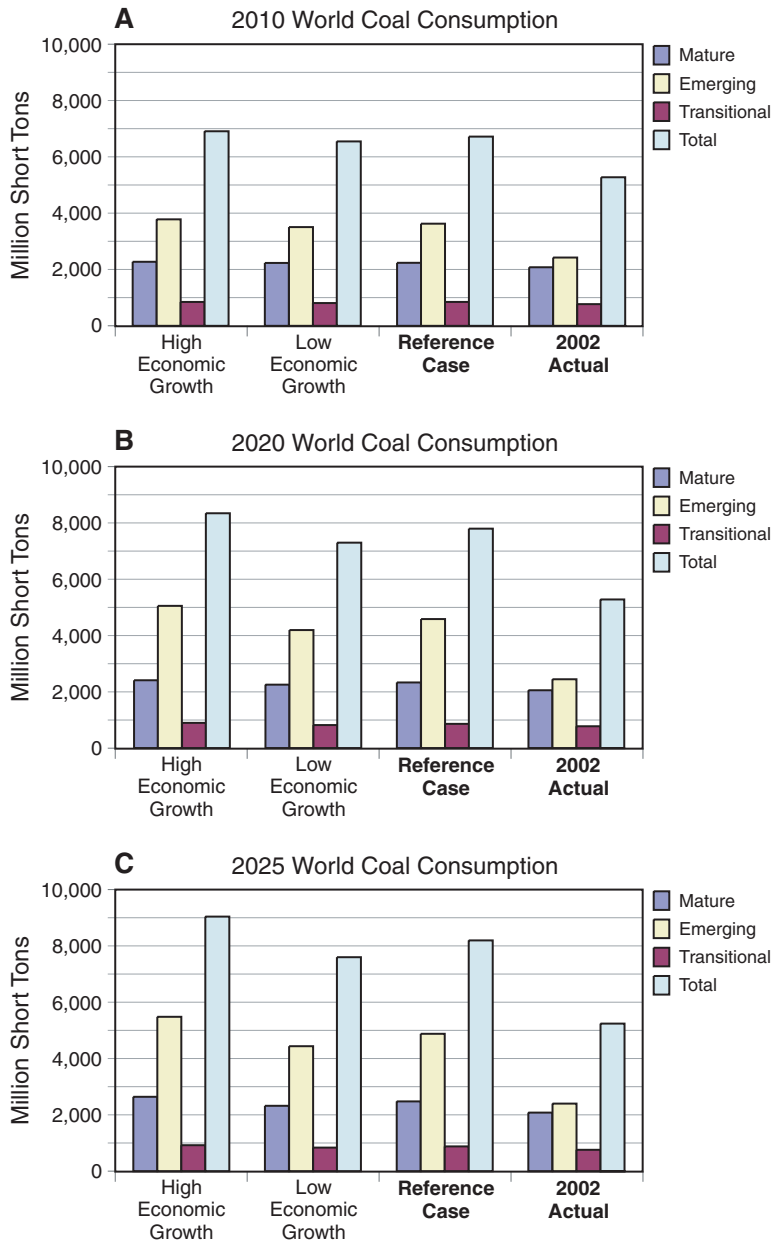 A 2010 World Coal Consumption
10,000
8,000
6,000
4,000
2,000
0
Million Short Tons
High
Economic
Growth
Low
Economic
Growth
Reference
Case
2002
Actual
Mature
Emerging
Transitional
Total
B 2020 World Coal Consumption
10,000
8,000
6,000
4,000
2,000
0
Million Short Tons
High
Economic
Growth
Low
Economic
Growth
Reference
Case
2002
Actual
Mature
Emerging
Transitional
Total
C 2025 World Coal Consumption
10,000
8,000
6,000
4,000
2,000
0
Million Short Tons
High
Economic
Growth
Low
Economic
Growth
Reference
Case
2002
Actual
Mature
Emerging
Transitional
Total